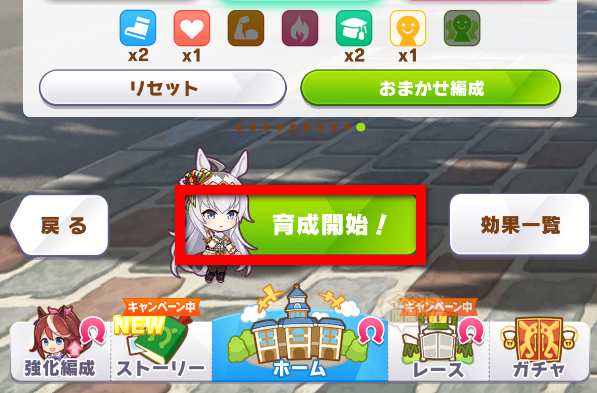 x2
x1
x2
x1
リセット
おまかせ編成
戻る
育成開始！
効果一覧
キャンペーン中
キャンペーン中
NEW
強化編成
ストーリー
ホーム
レース
ガチャ